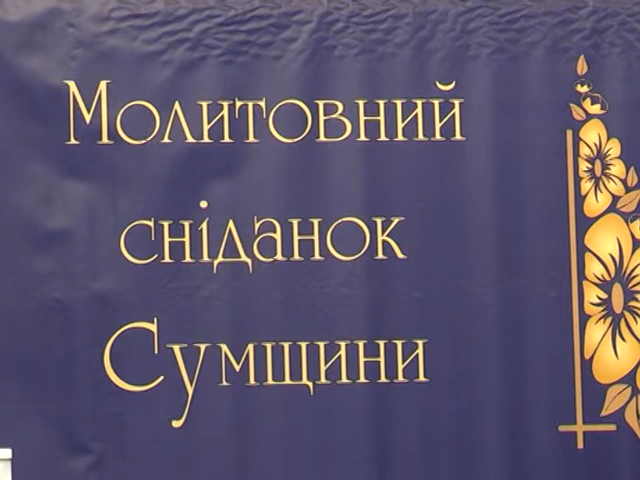 Молитовний
сніданок
Сумщини